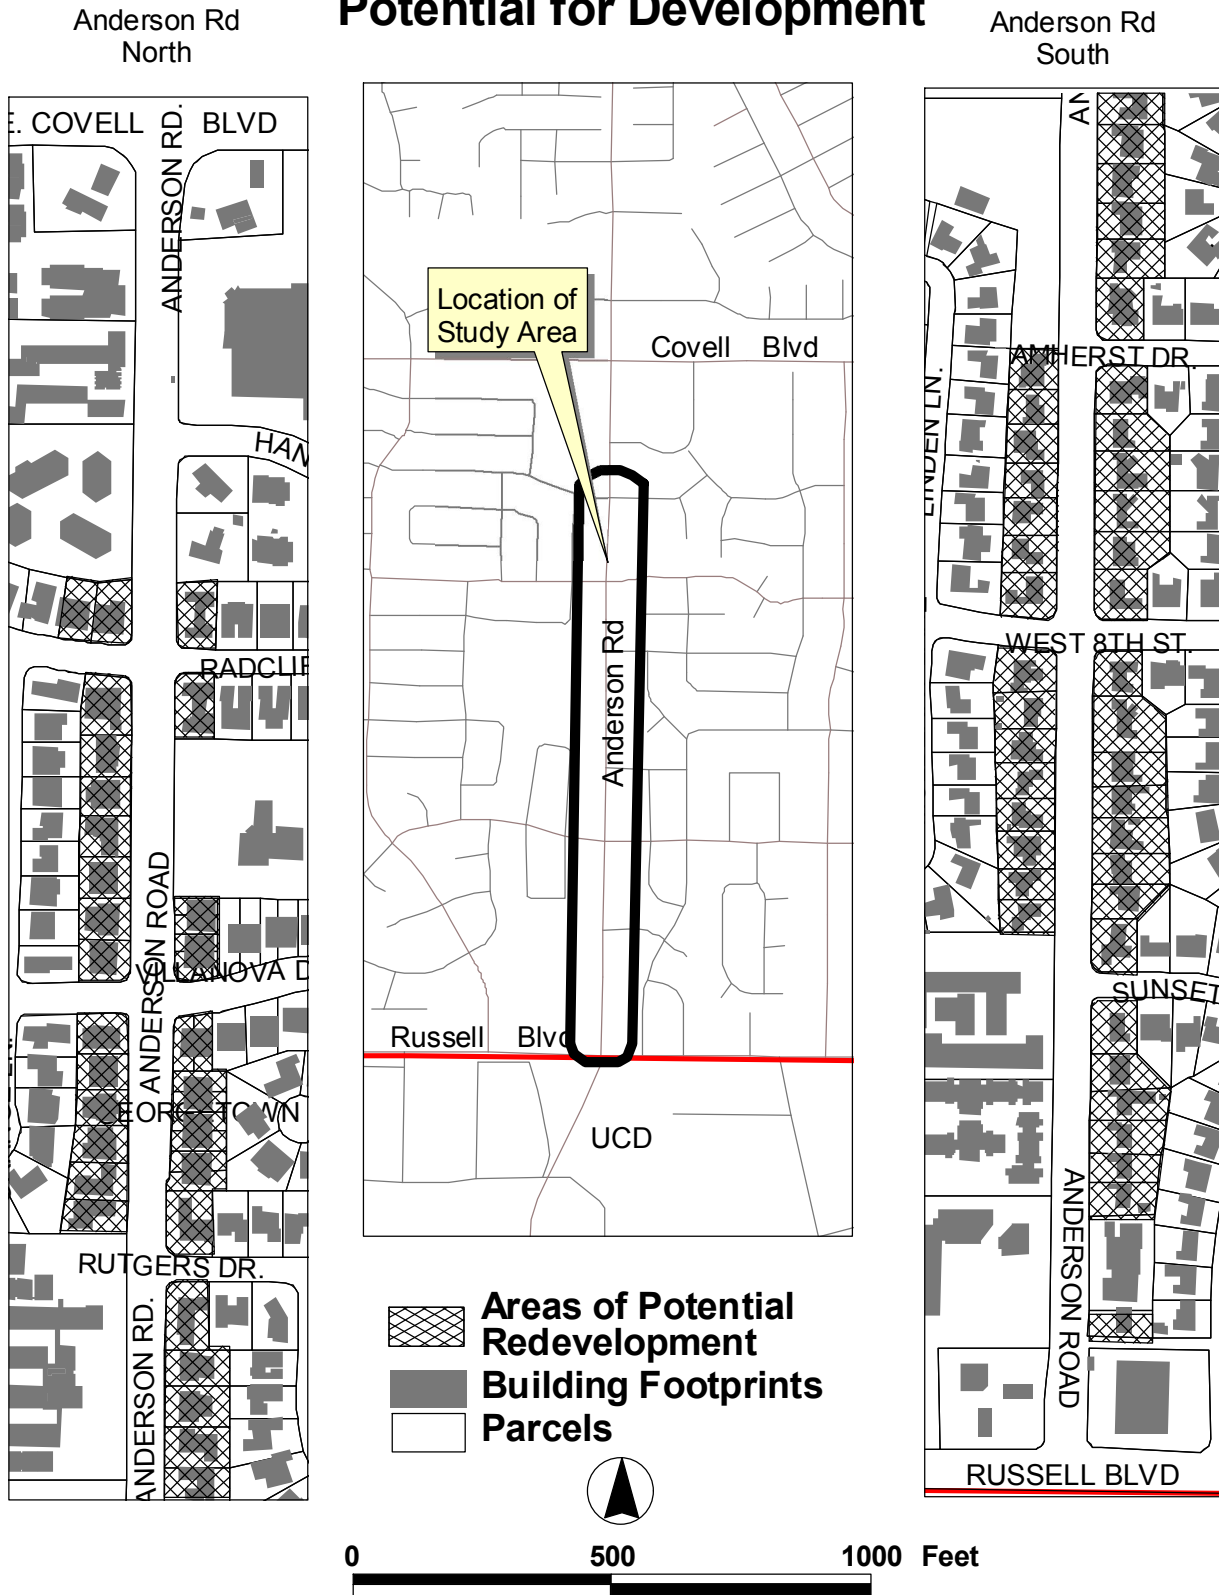 Potential for Development
Anderson Rd
North
E. COVELL BLVD
ANDERSON RD.
HAN
RADCLIF
ANDERSON ROAD
VILLANOVA D
TOWN
RUTGERS DR.
ANDERSON RD.
Location of
Study Area
Covell Blvd
Anderson Rd
Russell Blvd
UCD
Areas of Potential
Redevelopment
Building Footprints
Parcels
0 500 1000 Feet
Anderson Rd
South
AN
AMHERST DR.
LINDEN LN.
WEST 8TH ST.
SUNSET
ANDERSON ROAD
RUSSELL BLVD